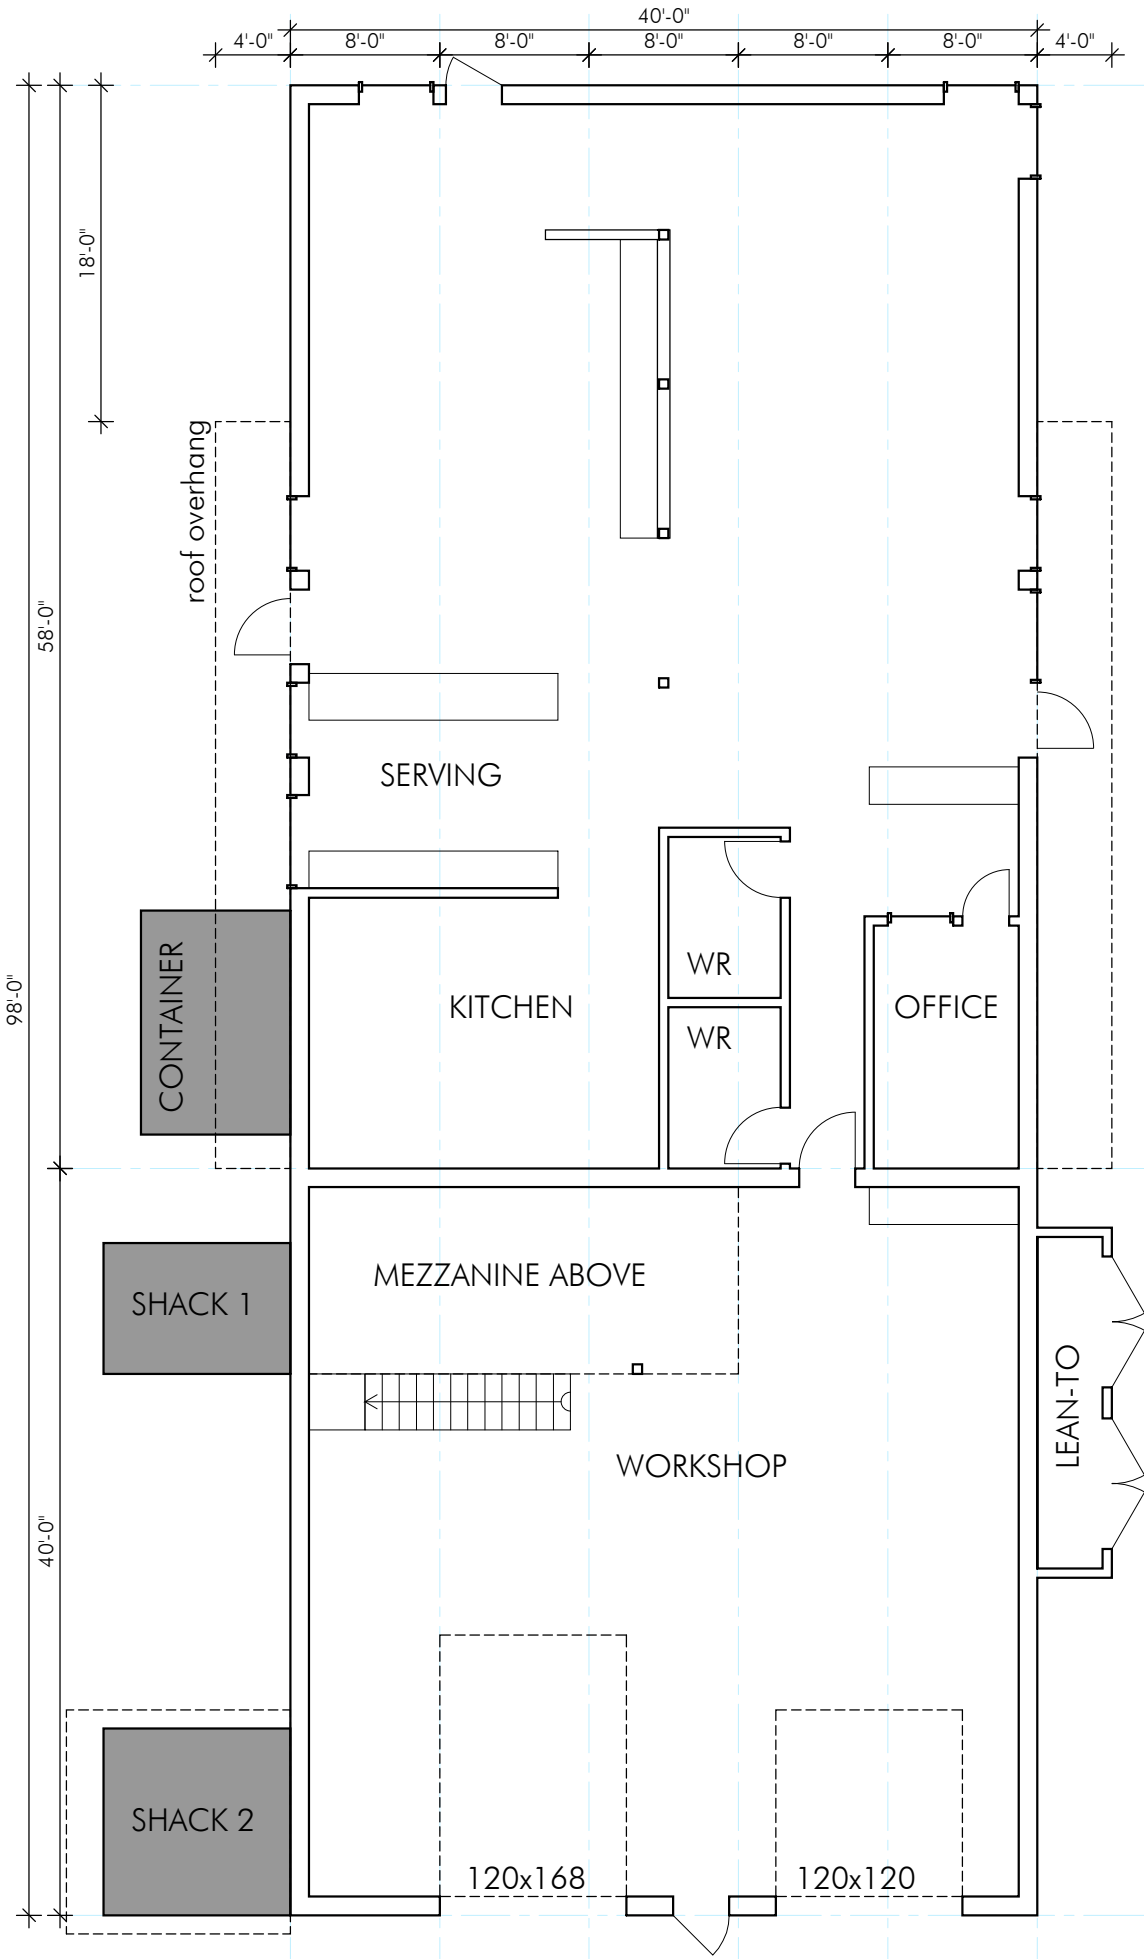 40'-0"
4'-0"
8'-0"
8'-0"
8'-0"
8'-0"
8'-0"
4'-0"
18'-0"
roof overhang
58'-0"
SERVING
98'-0"
CONTAINER
KITCHEN
WR
WR
OFFICE
MEZZANINE ABOVE
SHACK 1
LEAN-TO
WORKSHOP
40'-0"
SHACK 2
120x168
120x120